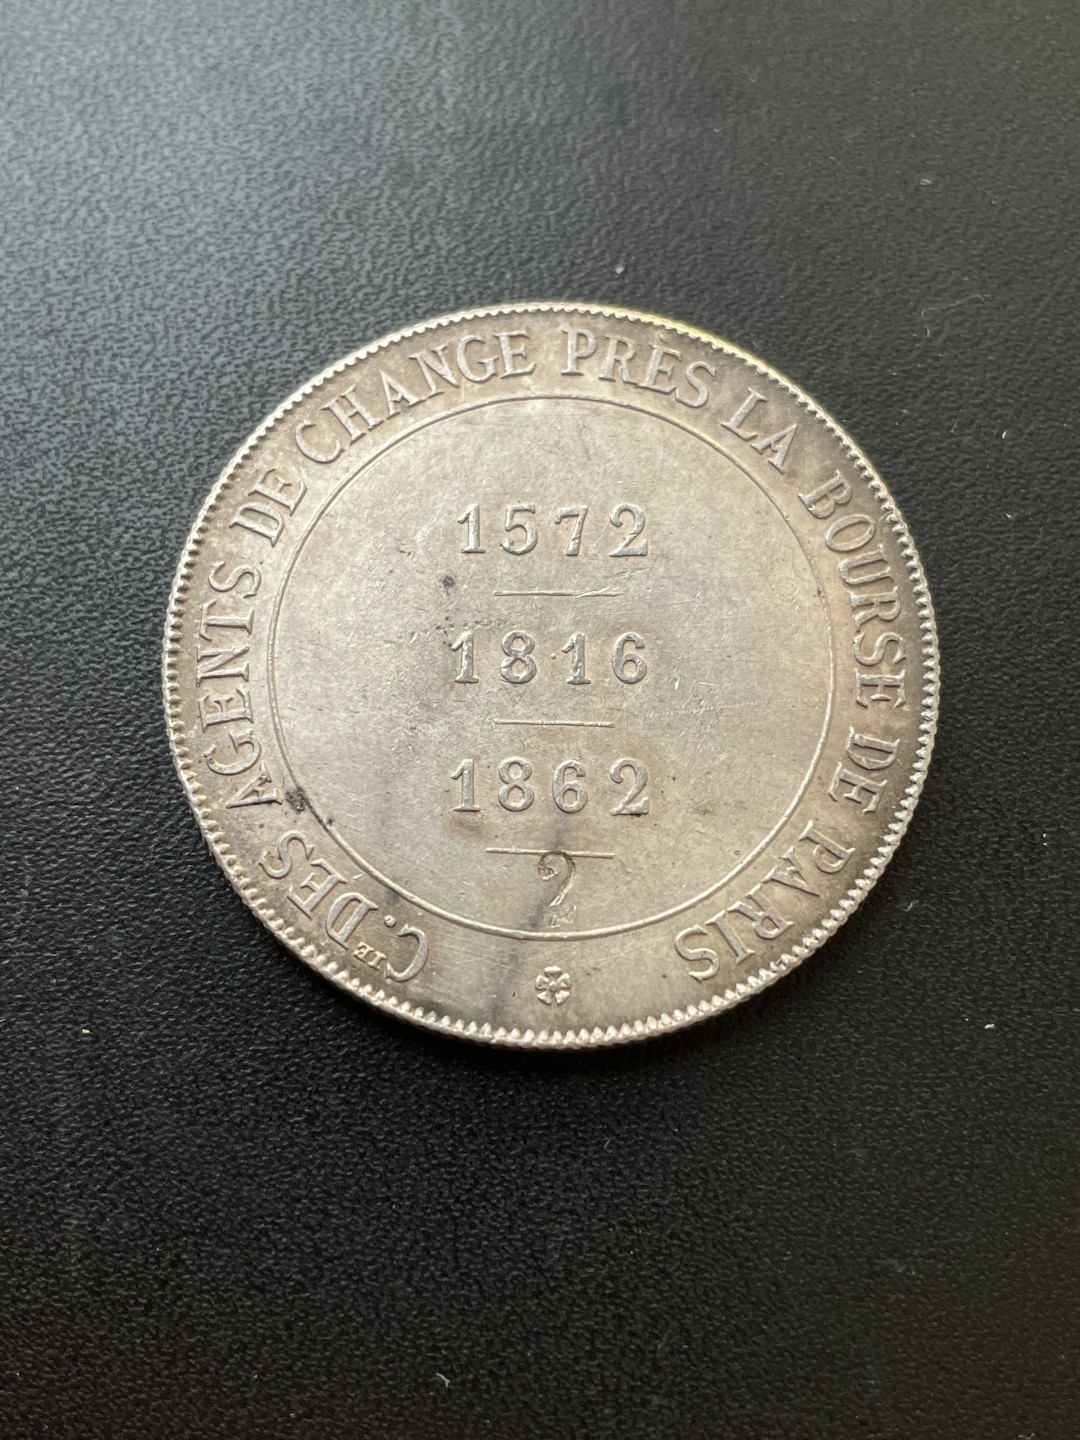 C.IE DES AGENTS DE CHANGE PRÈS LA BOURSE DE PARIS
1572
1816
1862
2